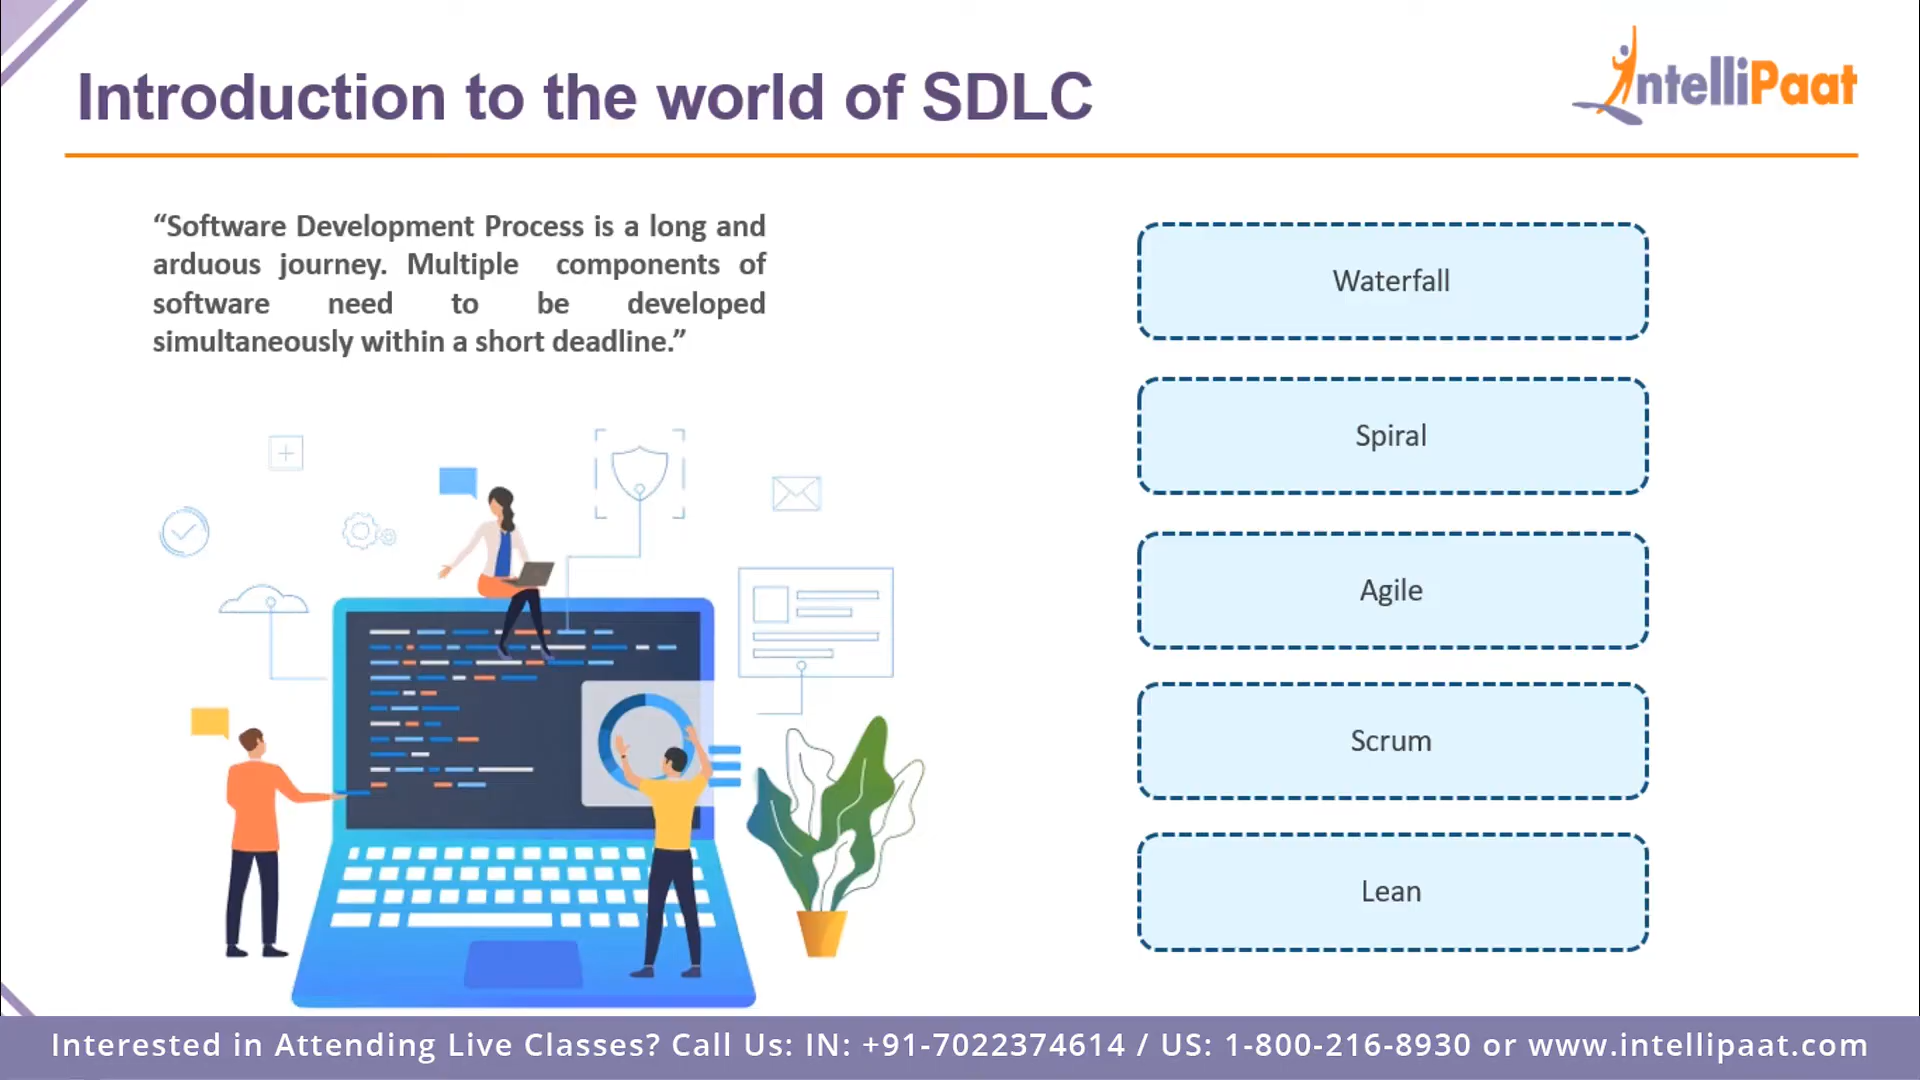 Introduction to the world of SDLC
IntelliPaat
“Software Development Process is a long and
arduous journey. Multiple components of
software need to be developed
simultaneously within a short deadline.”
Waterfall
Spiral
Agile
Scrum
Lean
Interested in Attending Live Classes? Call Us: IN: +91-7022374614 / US: 1-800-216-8930 or www.intellipaat.com